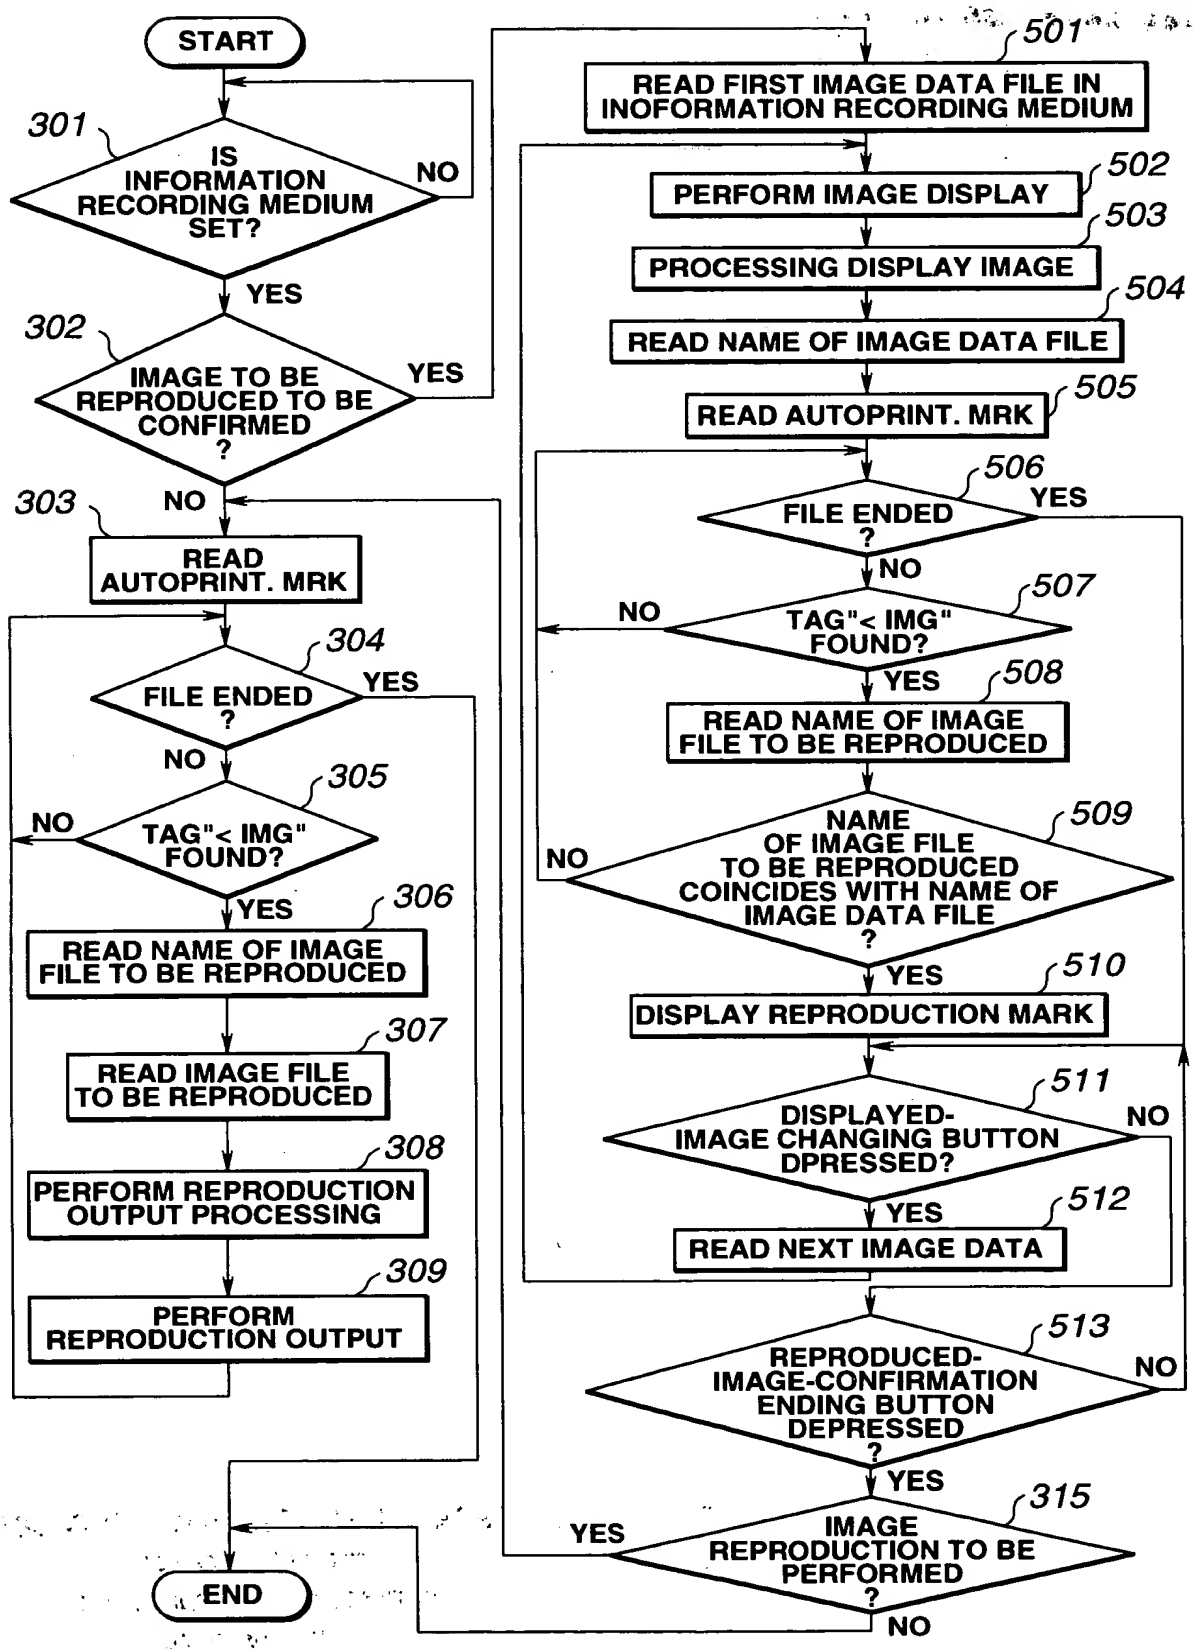 START
301
IS
INFORMATION
RECORDING MEDIUM
SET?
NO
YES
302
IMAGE TO BE
REPRODUCED TO BE
CONFIRMED
?
YES
NO
303
READ
AUTOPRINT. MRK
304
FILE ENDED
?
YES
NO
305
TAG"< IMG"
FOUND?
NO
YES
306
READ NAME OF IMAGE
FILE TO BE REPRODUCED
307
READ IMAGE FILE
TO BE REPRODUCED
308
PERFORM REPRODUCTION
OUTPUT PROCESSING
309
PERFORM
REPRODUCTION OUTPUT
END
501
READ FIRST IMAGE DATA FILE IN
INOFORMATION RECORDING MEDIUM
502
PERFORM IMAGE DISPLAY
503
PROCESSING DISPLAY IMAGE
504
READ NAME OF IMAGE DATA FILE
505
READ AUTOPRINT. MRK
506
FILE ENDED
?
YES
NO
507
TAG"< IMG"
FOUND?
NO
YES
508
READ NAME OF IMAGE
FILE TO BE REPRODUCED
509
NAME
OF IMAGE FILE
TO BE REPRODUCED
COINCIDES WITH NAME OF
IMAGE DATA FILE
?
NO
YES
510
DISPLAY REPRODUCTION MARK
511
DISPLAYED-
IMAGE CHANGING BUTTON
DPRESSED?
NO
YES
512
READ NEXT IMAGE DATA
513
REPRODUCED-
IMAGE-CONFIRMATION
ENDING BUTTON
DEPRESSED
?
NO
YES
315
IMAGE
REPRODUCTION TO BE
PERFORMED
?
YES
NO